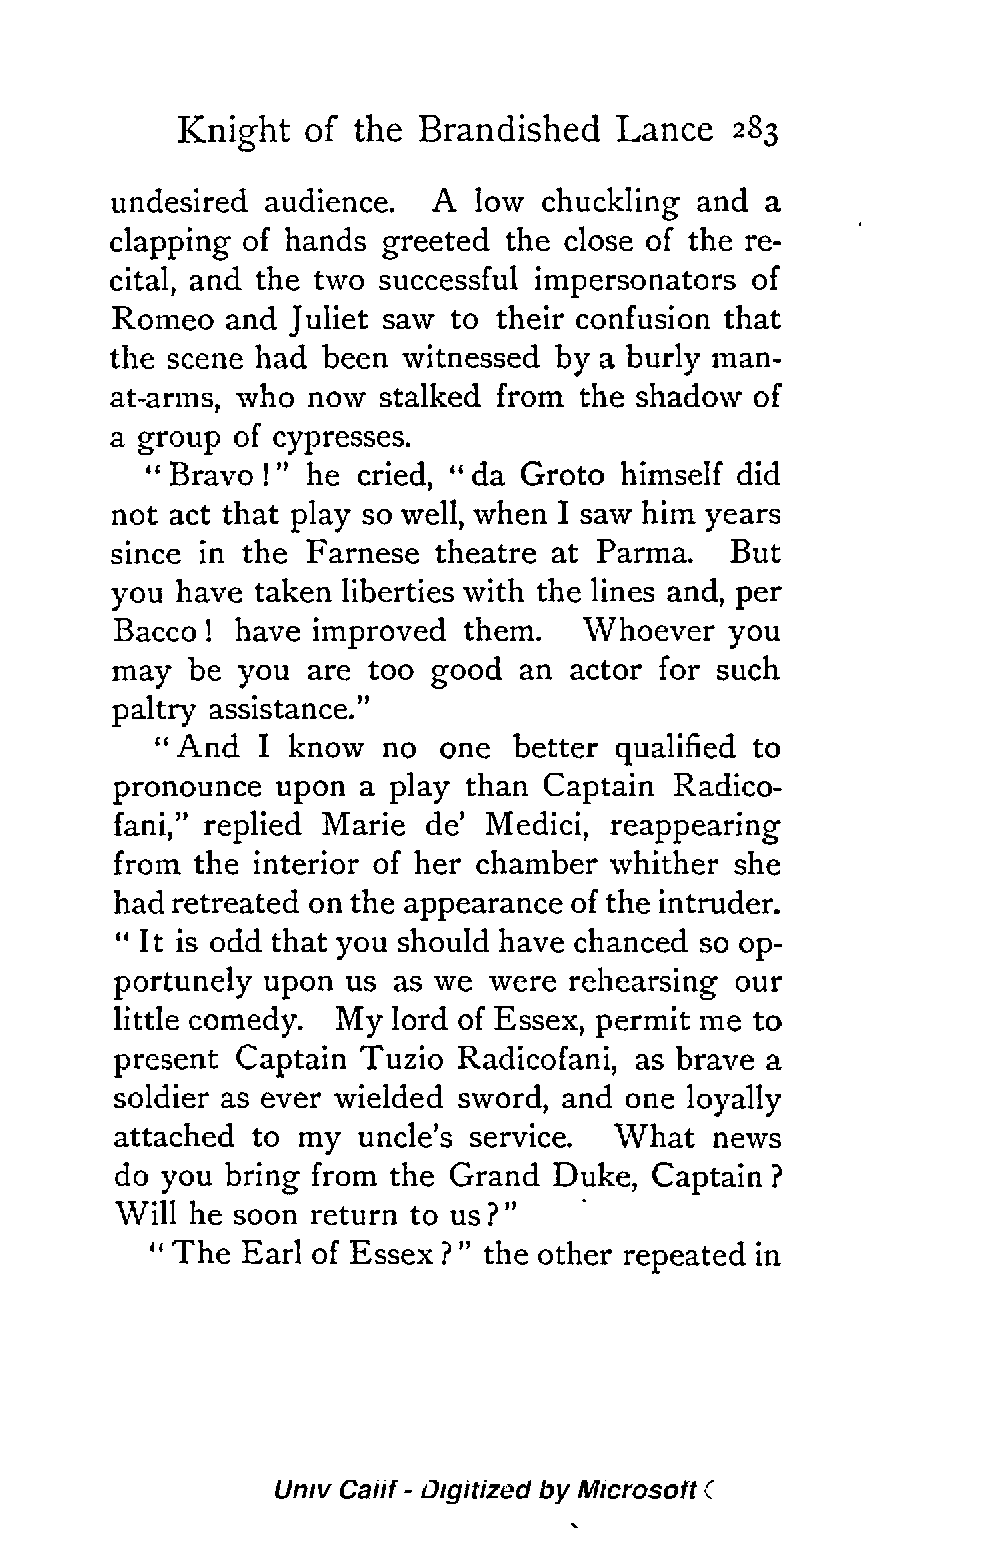 Knight of the Brandished Lance 283
undesired audience. A low chuckling and a
clapping of hands greeted the close of the re-
cital, and the two successful impersonators of
Romeo and Juliet saw to their confusion that
the scene had been witnessed by a burly man-
at-arms, who now stalked from the shadow of
a group of cypresses.
"Bravo!" he cried, "da Groto himself did
not act that play so well, when I saw him years
since in the Farnese theatre at Parma. But
you have taken liberties with the lines and, per
Bacco! have improved them. Whoever you
may be you are too good an actor for such
paltry assistance."
"And I know no one better qualified to
pronounce upon a play than Captain Radico-
fani," replied Marie de' Medici, reappearing
from the interior of her chamber whither she
had retreated on the appearance of the intruder.
"It is odd that you should have chanced so op-
portunely upon us as we were rehearsing our
little comedy. My lord of Essex, permit me to
present Captain Tuzio Radicofani, as brave a
soldier as ever wielded sword, and one loyally
attached to my uncle's service. What news
do you bring from the Grand Duke, Captain?
Will he soon return to us?"
"The Earl of Essex?" the other repeated in
Univ Calif - Digitized by Microsoft (